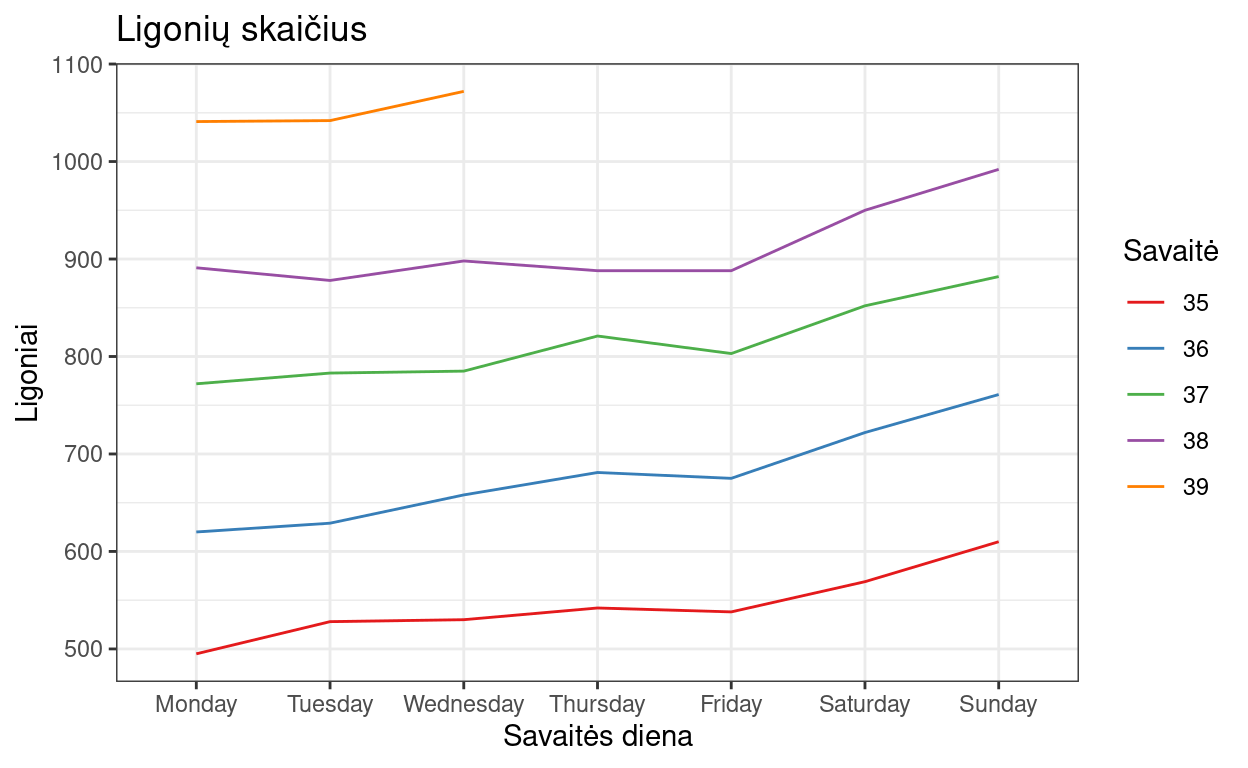 Ligonių skaičius
Ligoniai
1100
1000
900
800
700
600
500
Monday Tuesday Wednesday Thursday Friday Saturday Sunday
Savaitės diena
Savaitė
35
36
37
38
39